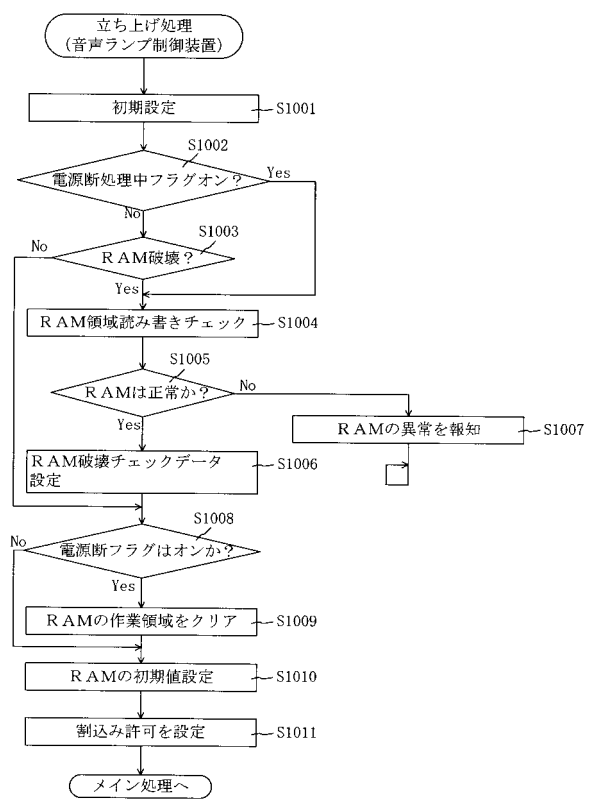 立ち上げ処理
(音声ランプ制御装置)
初期設定
S1001
S1002
電源断処理中フラグオン？
Yes
No
S1003
No
ＲＡＭ破壊？
Yes
ＲＡＭ領域読み書きチェック
S1004
S1005
ＲＡＭは正常か？
No
Yes
ＲＡＭの異常を報知
S1007
ＲＡＭ破壊チェックデータ
設定
S1006
S1008
No
電源断フラグはオンか？
Yes
ＲＡＭの作業領域をクリア
S1009
ＲＡＭの初期値設定
S1010
割込み許可を設定
S1011
メイン処理へ